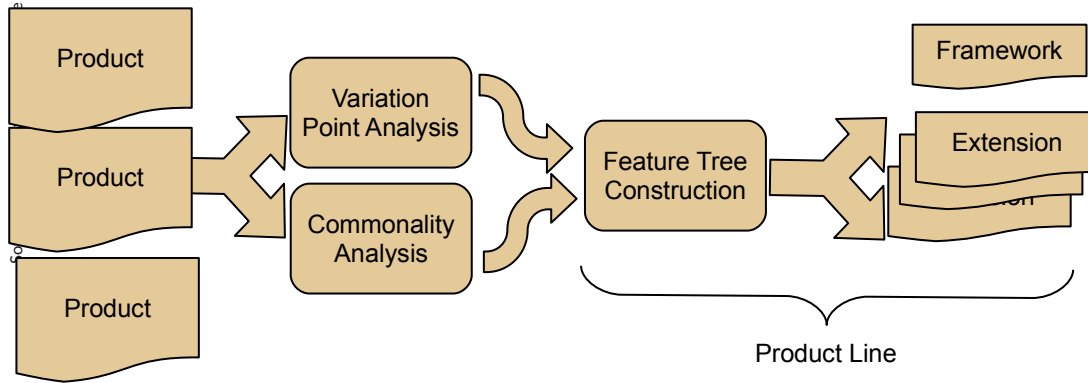 Product
Product
Product
Variation
Point Analysis
Commonality
Analysis
Feature Tree
Construction
Framework
Extension
Product Line